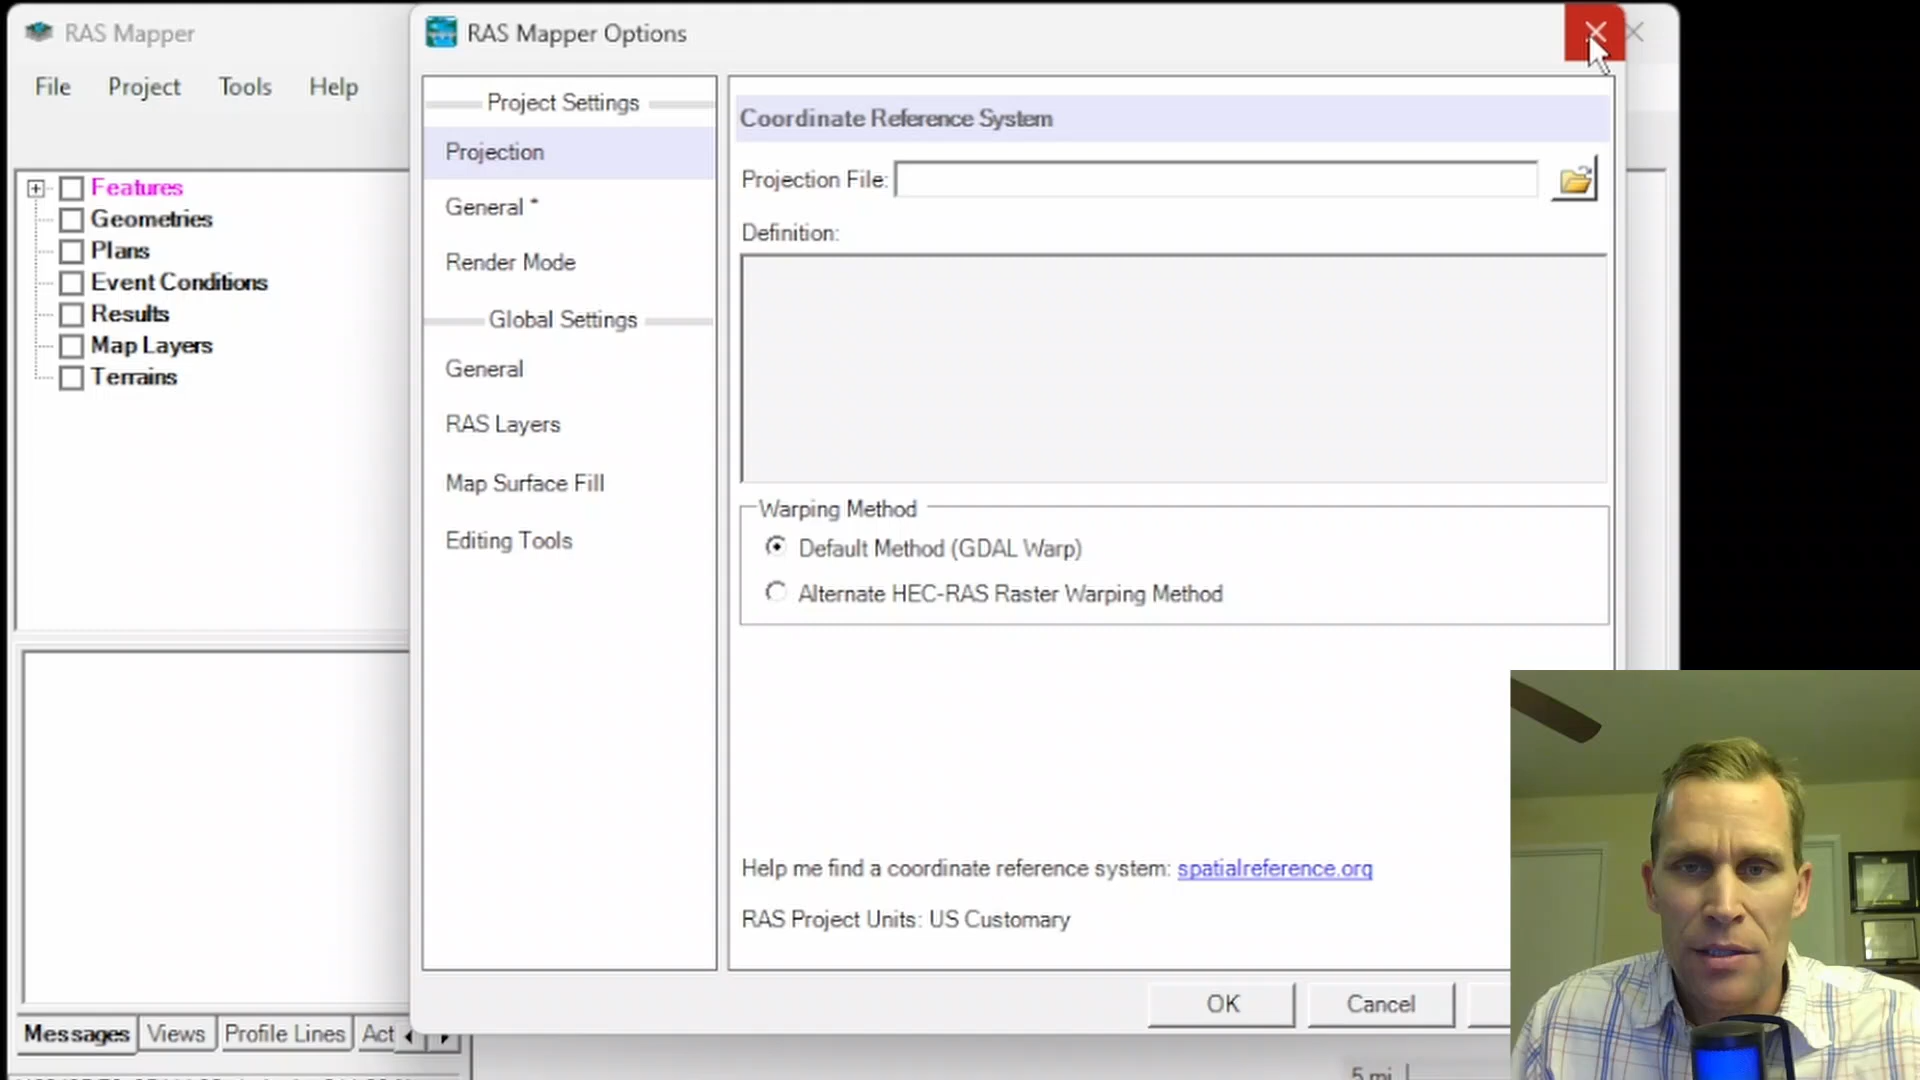 RAS Mapper
File Project Tools Help
Features
Geometries
Plans
Event Conditions
Results
Map Layers
Terrains
Messages Views Profile Lines Act
RAS Mapper Options
Project Settings
Projection
General *
Render Mode
Global Settings
General
RAS Layers
Map Surface Fill
Editing Tools
Coordinate Reference System
Projection File:
Definition:
Warping Method
Default Method (GDAL Warp)
Alternate HEC-RAS Raster Warping Method
Help me find a coordinate reference system: spatialreference.org
RAS Project Units: US Customary
OK Cancel
5 mi